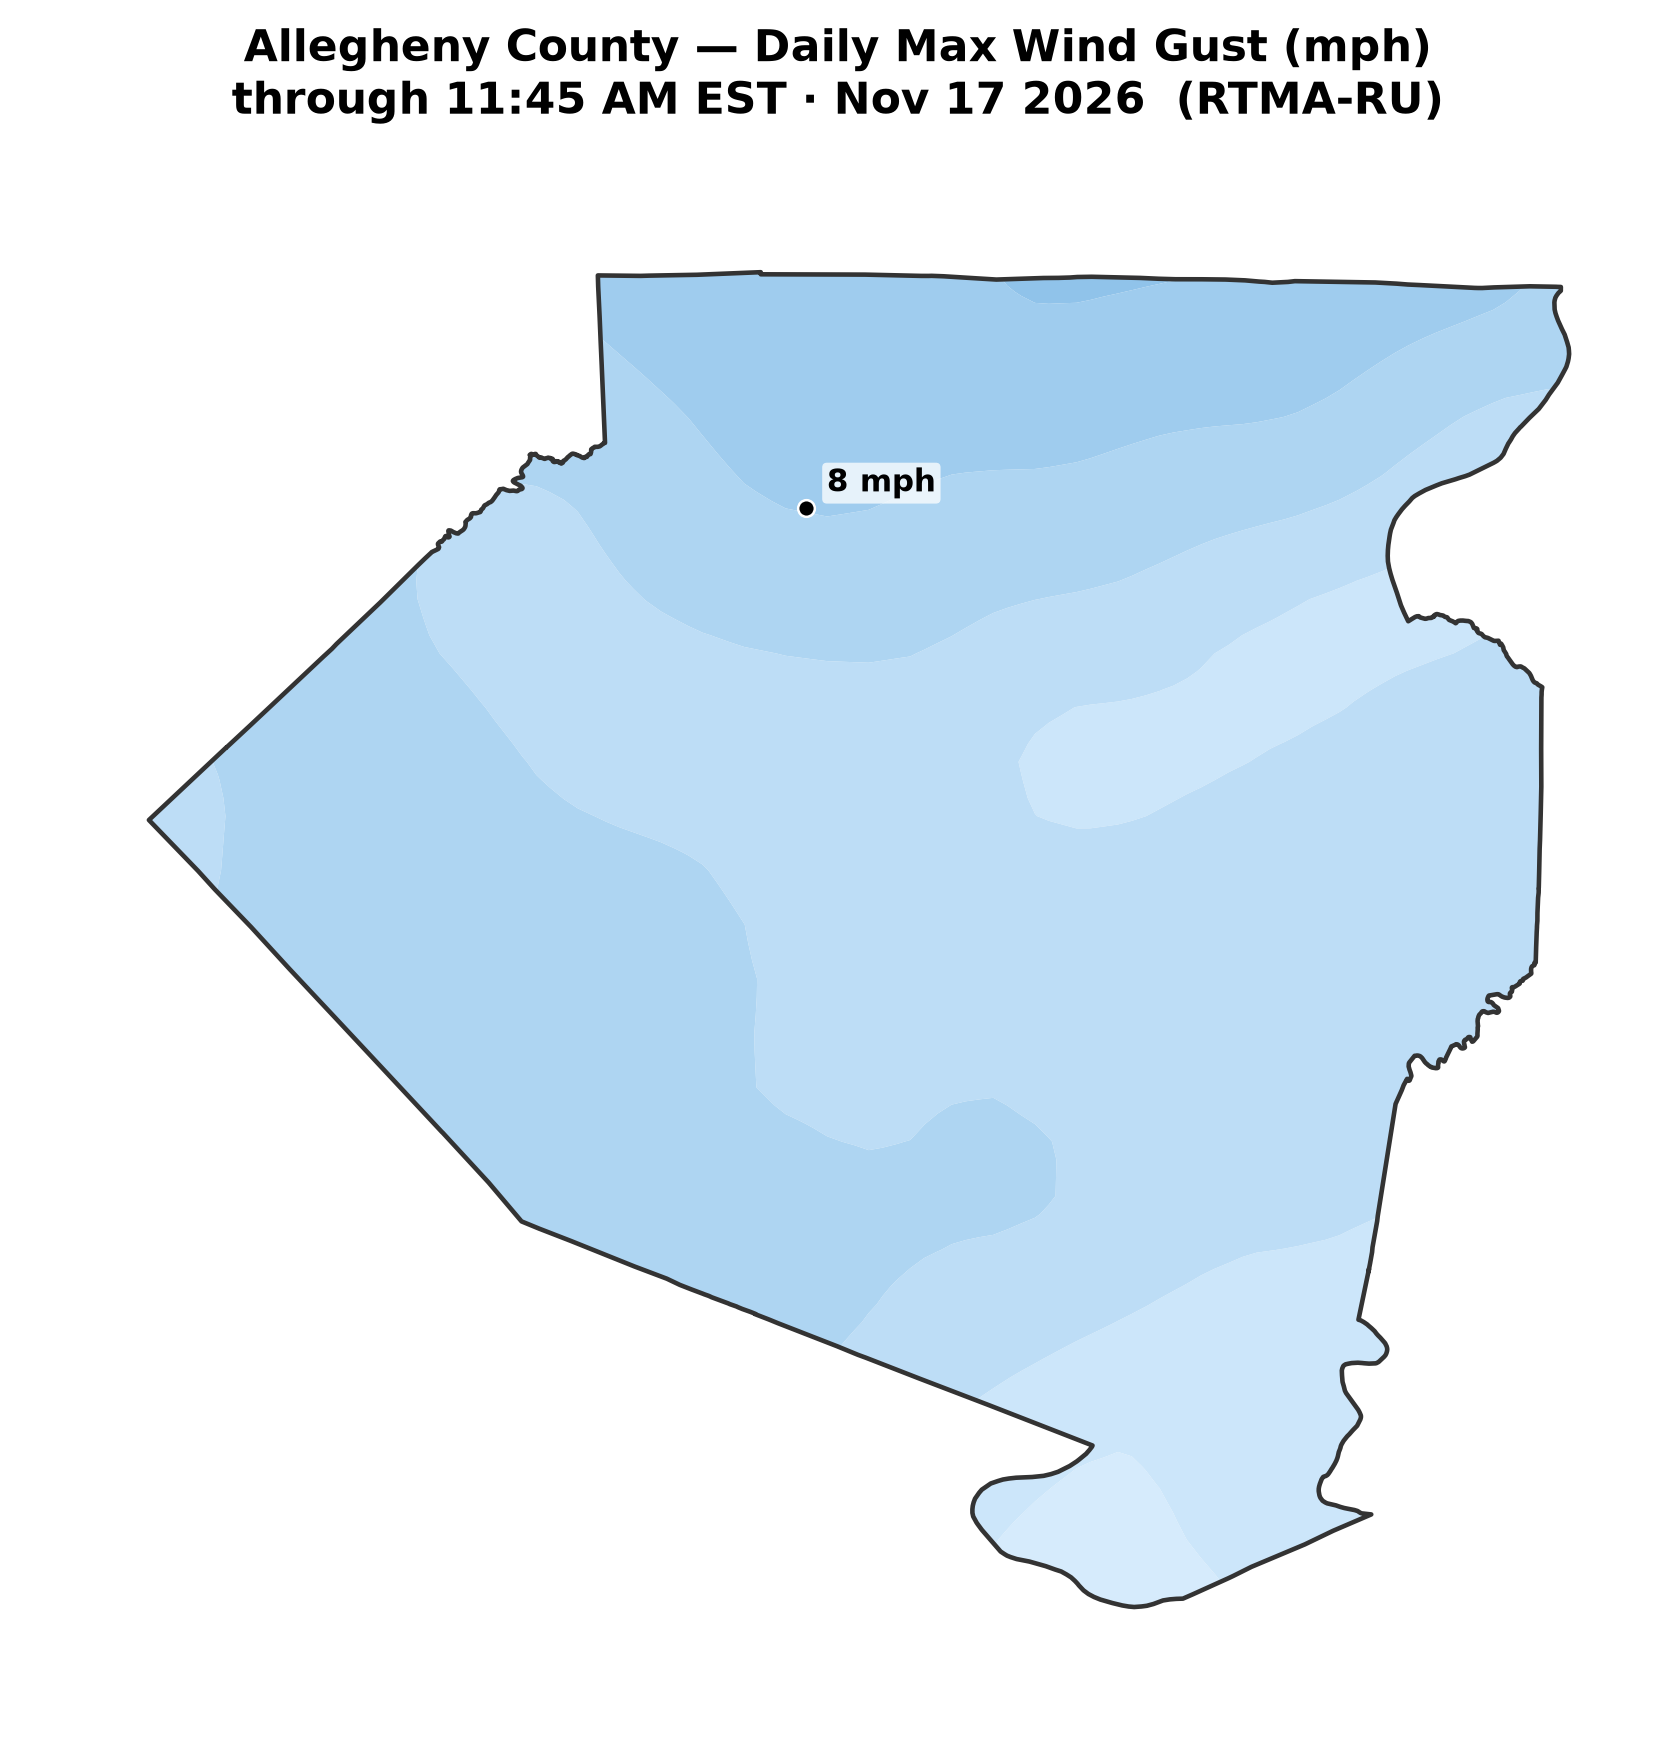 Allegheny County — Daily Max Wind Gust (mph)
through 11:45 AM EST · Nov 17 2026 (RTMA-RU)
8 mph